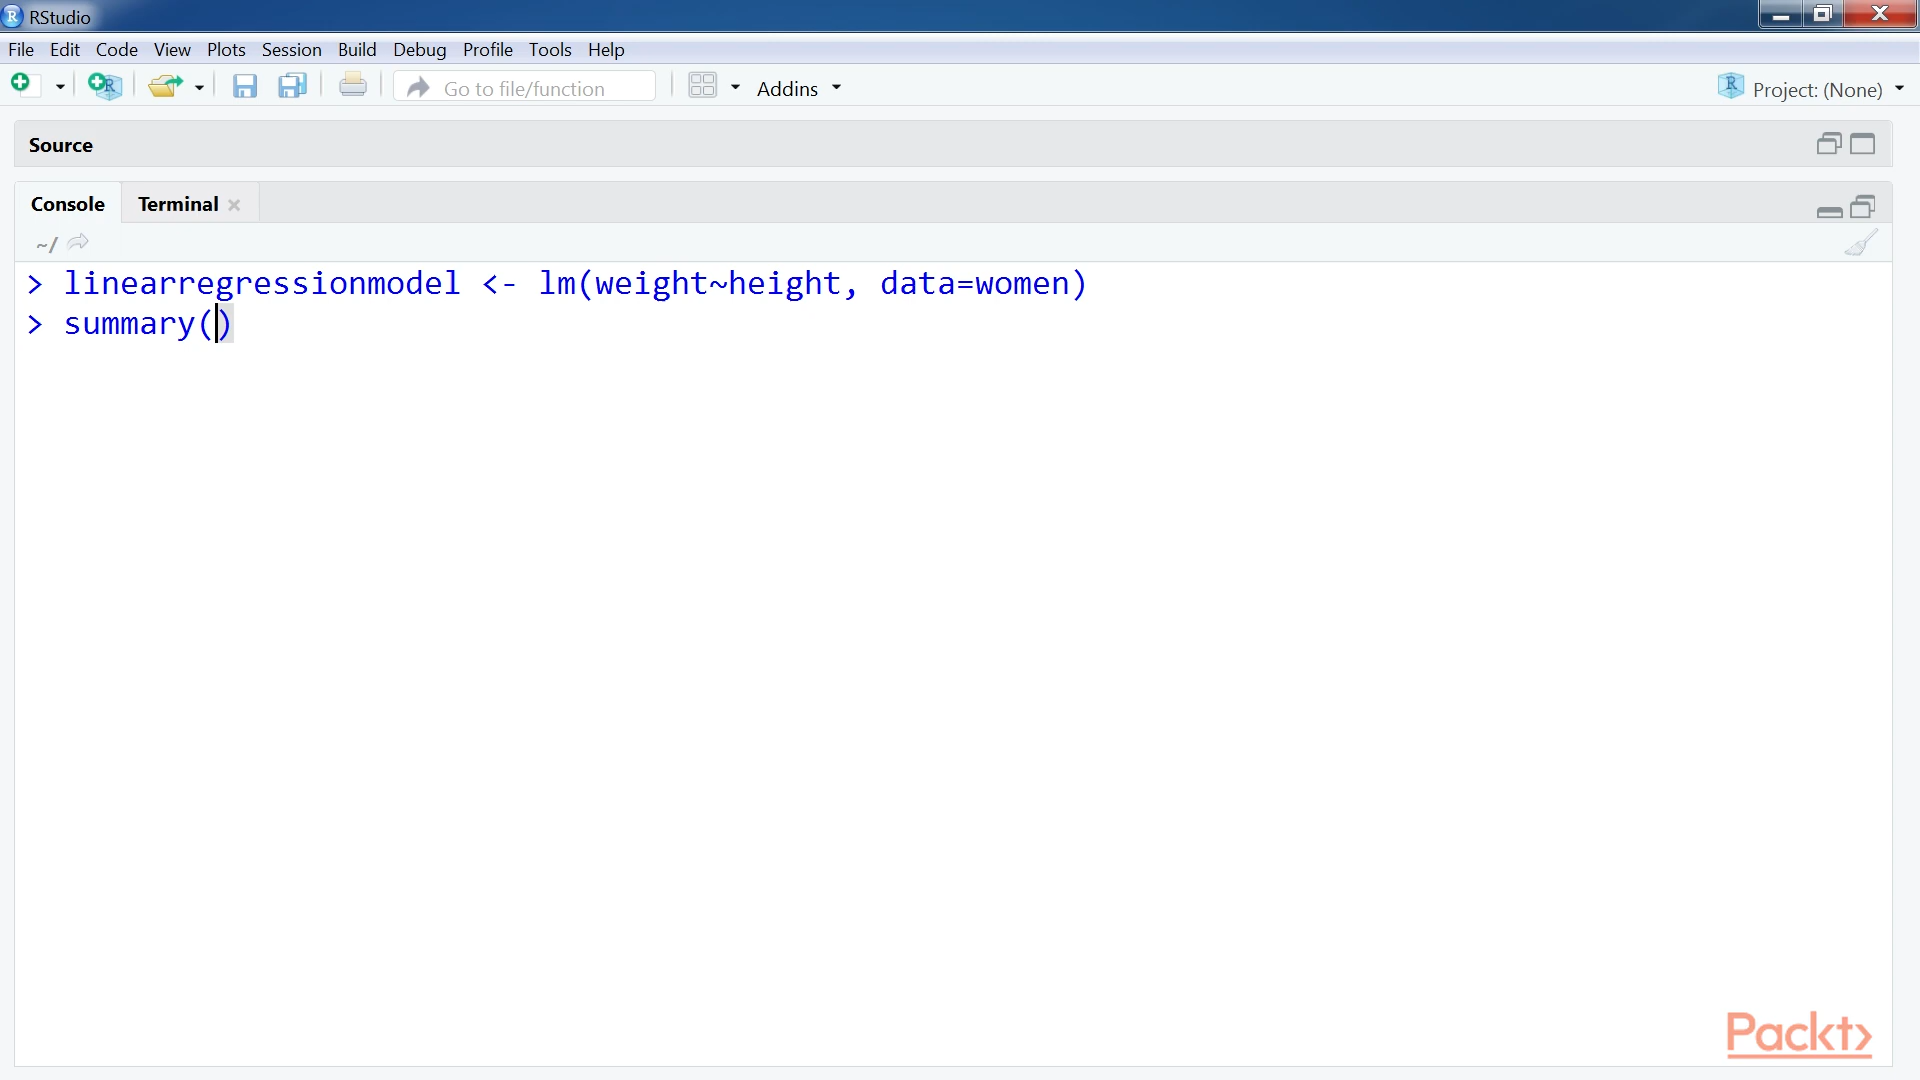 RStudio
File Edit Code View Plots Session Build Debug Profile Tools Help
Go to file/function Addins Project: (None)
Source
Console Terminal
~/
> linearregressionmodel <- lm(weight~height, data=women)
> summary()
Packt>